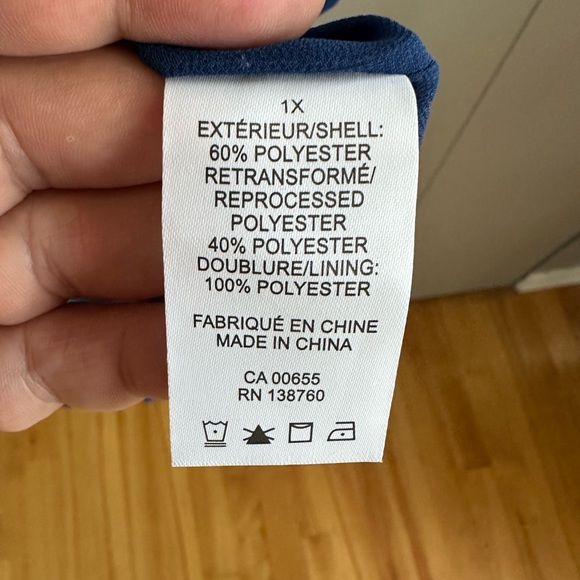 1X
EXTÉRIEUR/SHELL:
60% POLYESTER
RETRANSFORMÉ/
REPROCESSED
POLYESTER
40% POLYESTER
DOUBLURE/LINING:
100% POLYESTER
FABRIQUÉ EN CHINE
MADE IN CHINA
CA 00655
RN 138760